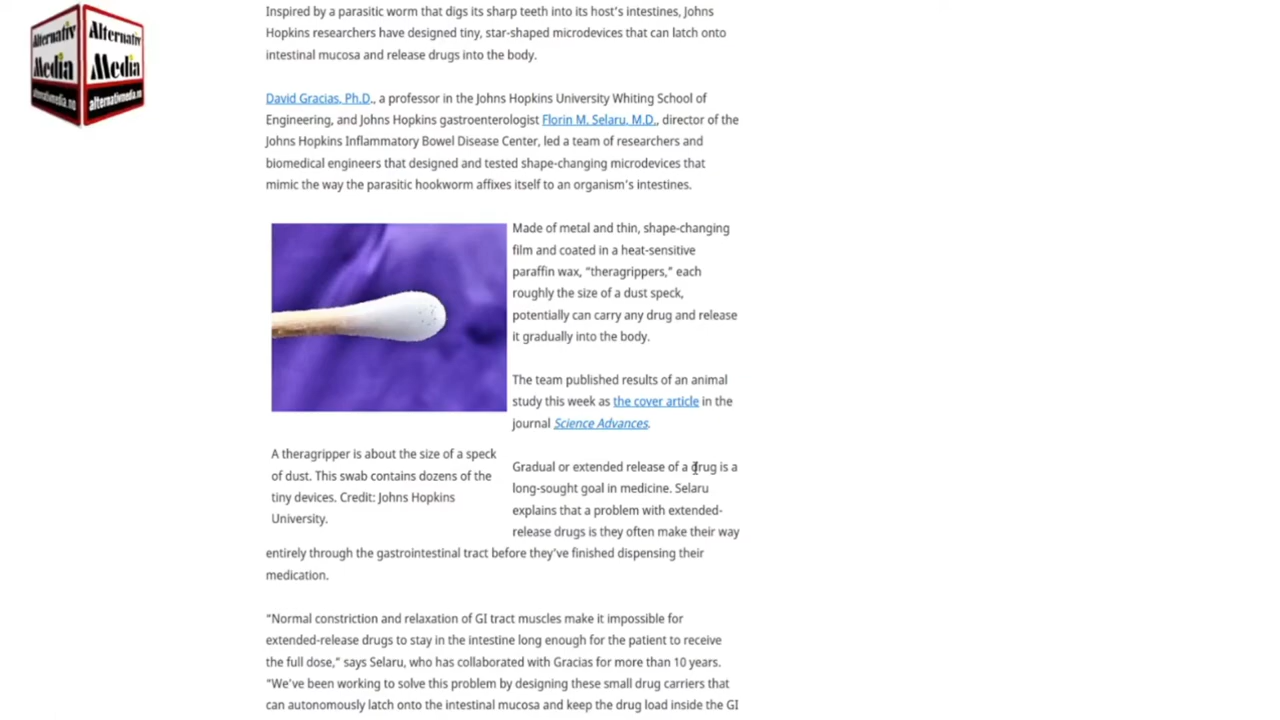 Alternativ
Media
alternativmedia.no
Alternativ
Media
alternativmedia.no
Inspired by a parasitic worm that digs its sharp teeth into its host's intestines, Johns
Hopkins researchers have designed tiny, star-shaped microdevices that can latch onto
intestinal mucosa and release drugs into the body.
David Gracias, Ph.D., a professor in the Johns Hopkins University Whiting School of
Engineering, and Johns Hopkins gastroenterologist Florin M. Selaru, M.D., director of the
Johns Hopkins Inflammatory Bowel Disease Center, led a team of researchers and
biomedical engineers that designed and tested shape-changing microdevices that
mimic the way the parasitic hookworm affixes itself to an organism's intestines.
Made of metal and thin, shape-changing
film and coated in a heat-sensitive
paraffin wax, “theragrippers,” each
roughly the size of a dust speck,
potentially can carry any drug and release
it gradually into the body.
The team published results of an animal
study this week as the cover article in the
journal Science Advances.
A theragripper is about the size of a speck
of dust. This swab contains dozens of the
tiny devices. Credit: Johns Hopkins
University.
Gradual or extended release of a drug is a
long-sought goal in medicine. Selaru
explains that a problem with extended-
release drugs is they often make their way
entirely through the gastrointestinal tract before they've finished dispensing their
medication.
“Normal constriction and relaxation of GI tract muscles make it impossible for
extended-release drugs to stay in the intestine long enough for the patient to receive
the full dose,” says Selaru, who has collaborated with Gracias for more than 10 years.
“We've been working to solve this problem by designing these small drug carriers that
can autonomously latch onto the intestinal mucosa and keep the drug load inside the GI